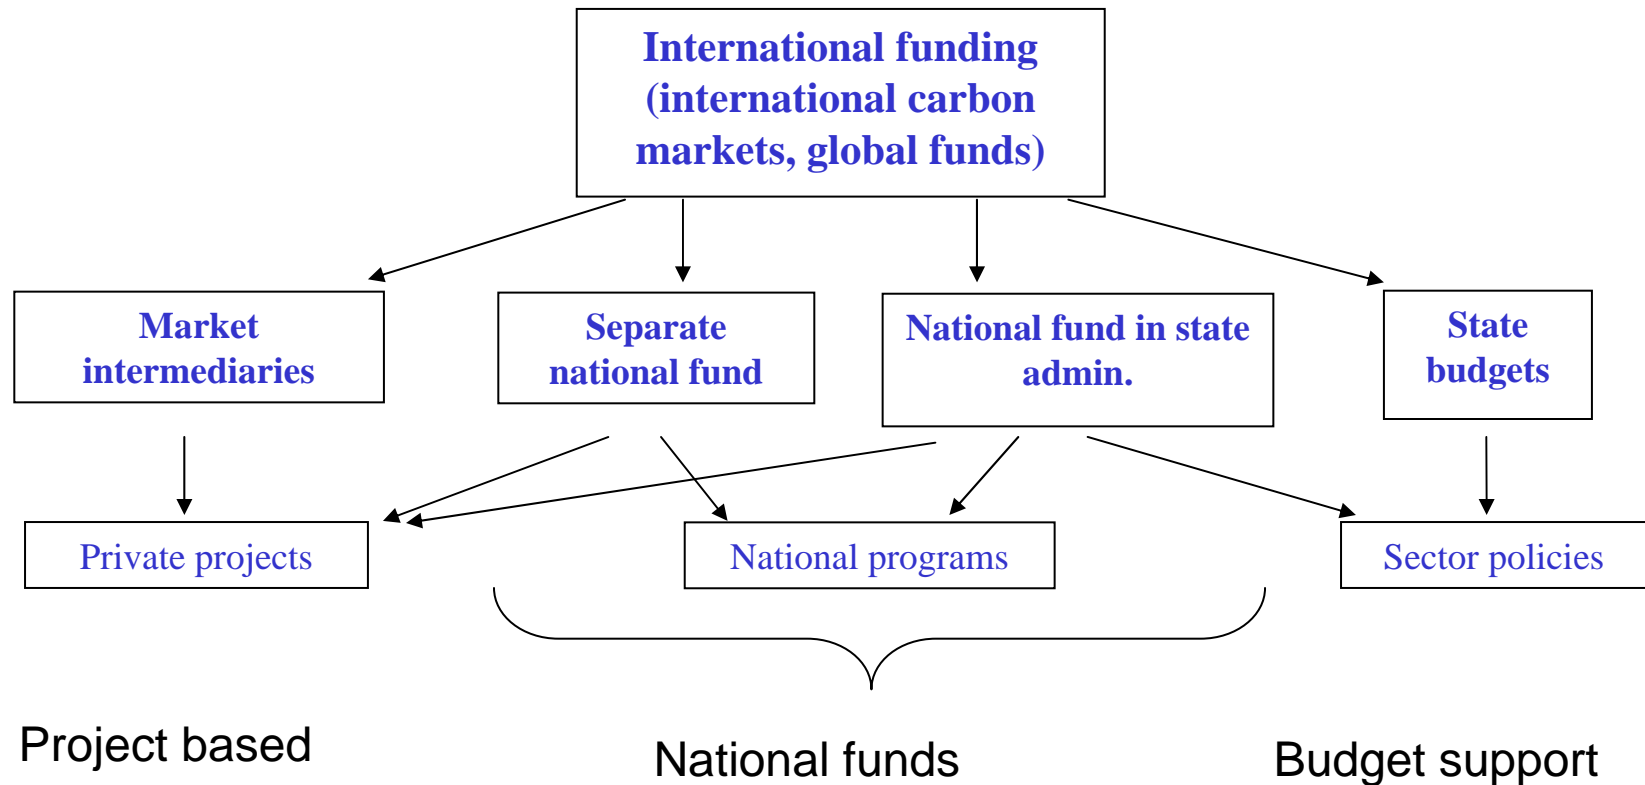 International funding
(international carbon
markets, global funds)
Market
intermediaries
Separate
national fund
National fund in state
admin.
State
budgets
Private projects
National programs
Sector policies
Project based
National funds
Budget support